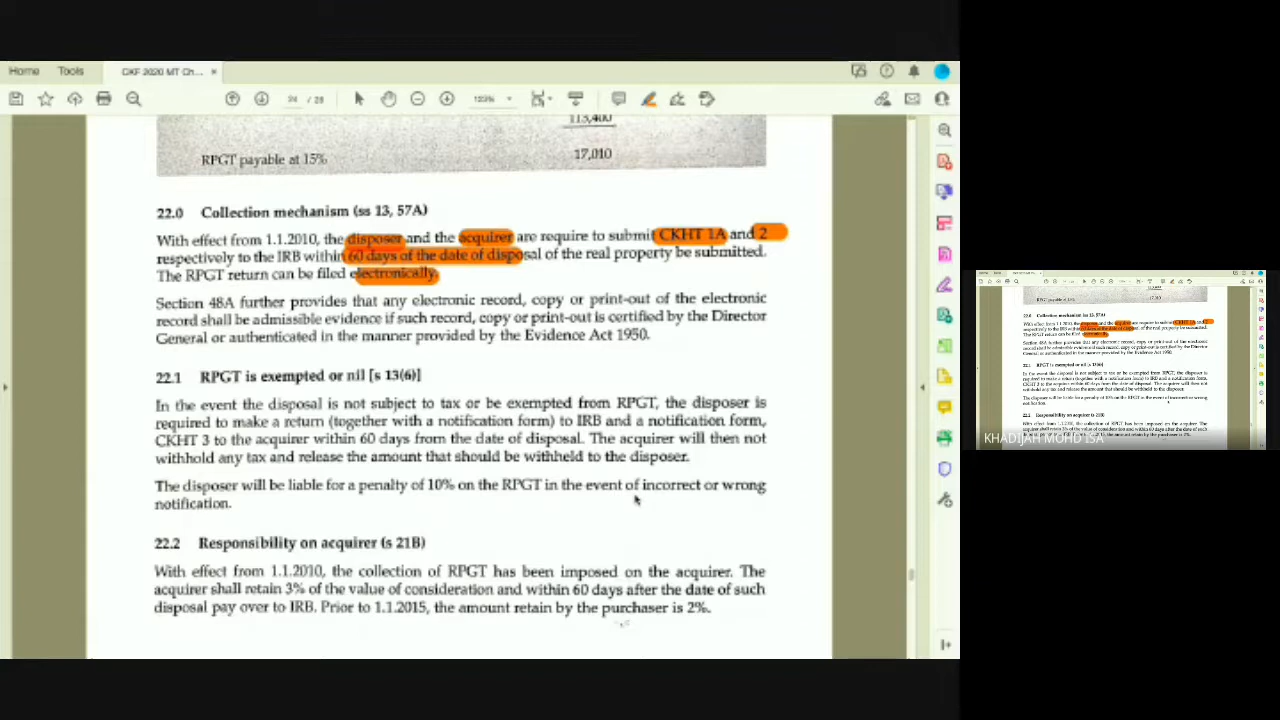 Home Tools CKF 2020 MT Ch... ×
24 / 28 123%
113,400
RPGT payable at 15% 17,010
22.0 Collection mechanism (ss 13, 57A)
With effect from 1.1.2010, the disposer and the acquirer are require to submit CKHT 1A and 2
respectively to the IRB within 60 days of the date of disposal of the real property be submitted.
The RPGT return can be filed electronically.
Section 48A further provides that any electronic record, copy or print-out of the electronic
record shall be admissible evidence if such record, copy or print-out is certified by the Director
General or authenticated in the manner provided by the Evidence Act 1950.
22.1 RPGT is exempted or nil [s 13(6)]
In the event the disposal is not subject to tax or be exempted from RPGT, the disposer is
required to make a return (together with a notification form) to IRB and a notification form,
CKHT 3 to the acquirer within 60 days from the date of disposal. The acquirer will then not
withhold any tax and release the amount that should be withheld to the disposer.
The disposer will be liable for a penalty of 10% on the RPGT in the event of incorrect or wrong
notification.
22.2 Responsibility on acquirer (s 21B)
With effect from 1.1.2010, the collection of RPGT has been imposed on the acquirer. The
acquirer shall retain 3% of the value of consideration and within 60 days after the date of such
disposal pay over to IRB. Prior to 1.1.2015, the amount retain by the purchaser is 2%.
KHADIJAH MOHD ISA